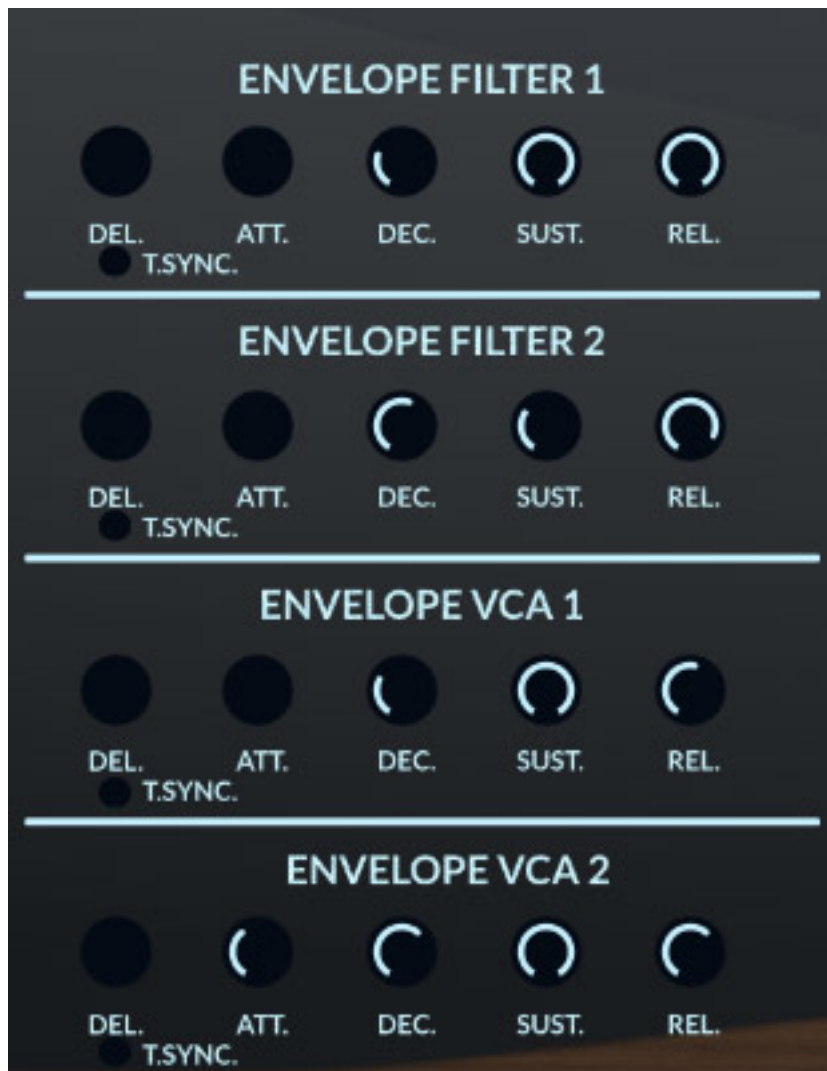 ENVELOPE FILTER 1
DEL. ATT. DEC. SUST. REL.
T.SYNC.
ENVELOPE FILTER 2
DEL. ATT. DEC. SUST. REL.
T.SYNC.
ENVELOPE VCA 1
DEL. ATT. DEC. SUST. REL.
T.SYNC.
ENVELOPE VCA 2
DEL. ATT. DEC. SUST. REL.
T.SYNC.